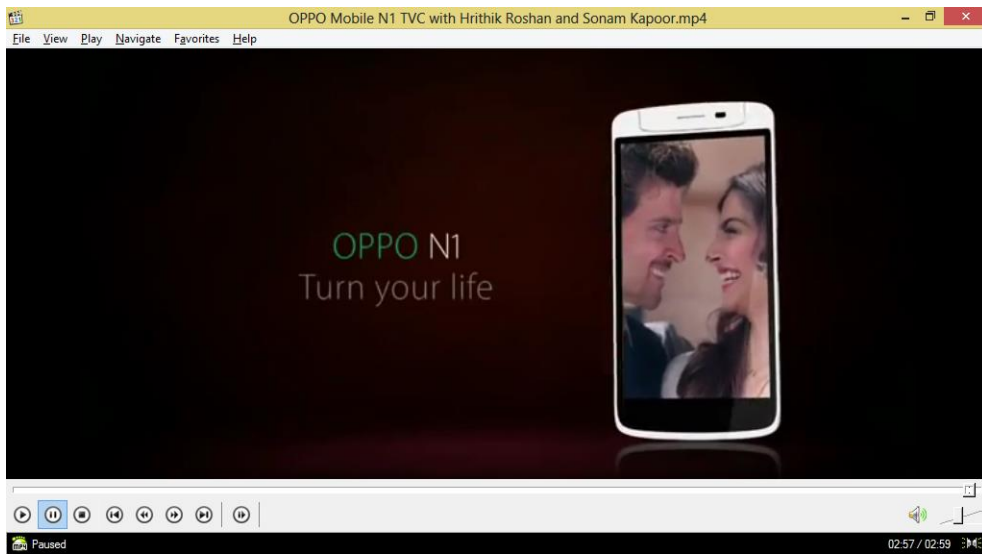 OPPO Mobile N1 TVC with Hrithik Roshan and Sonam Kapoor.mp4
File View Play Navigate Favorites Help
OPPO N1
Turn your life
Paused
02:57 / 02:59